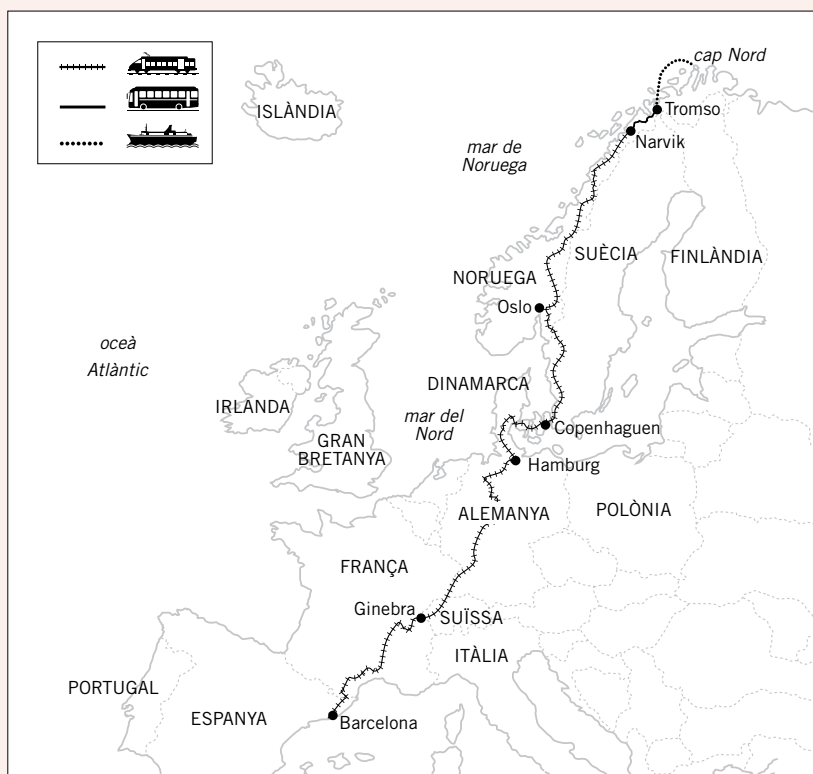 cap Nord
ISLÀNDIA
Tromso
Narvik
mar de
Noruega
SUÈCIA
FINLÀNDIA
NORUEGA
Oslo
oceà
Atlàntic
DINAMARCA
IRLANDA
mar del
Nord
Copenhaguen
GRAN
BRETANYA
Hamburg
ALEMANYA
POLÒNIA
FRANÇA
Ginebra
SUÏSSA
ITÀLIA
PORTUGAL
ESPANYA
Barcelona